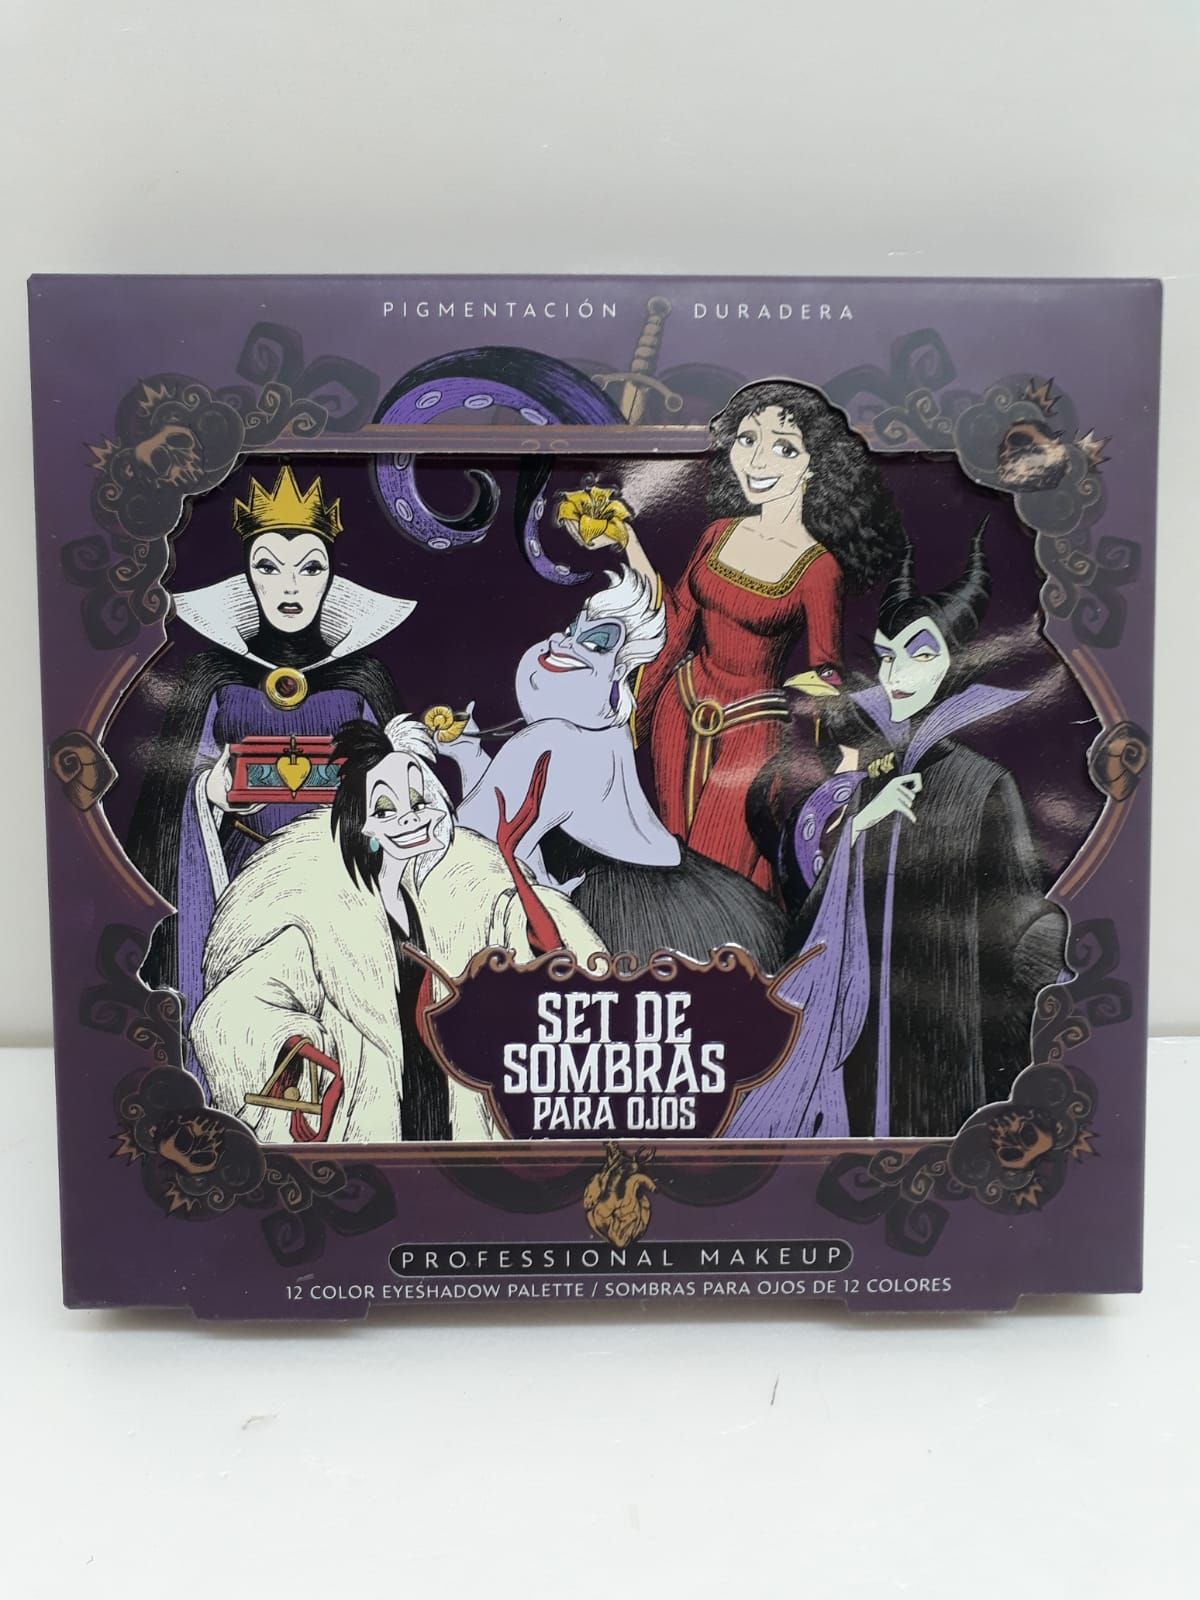 PIGMENTACIÓN DURADERA
SET DE
SOMBRAS
PARA OJOS
PROFESSIONAL MAKEUP
12 COLOR EYESHADOW PALETTE / SOMBRAS PARA OJOS DE 12 COLORES